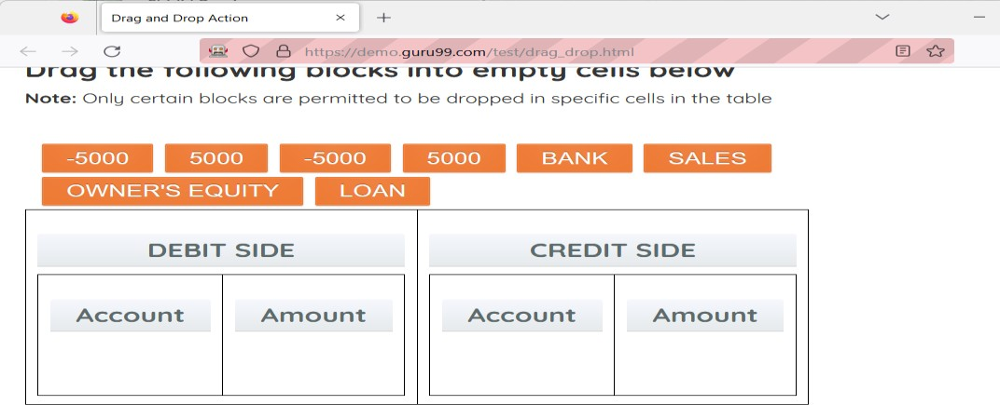 Drag and Drop Action
https://demo.guru99.com/test/drag_drop.html
Drag the following blocks into empty cells below
Note: Only certain blocks are permitted to be dropped in specific cells in the table
-5000 5000 -5000 5000 BANK SALES
OWNER'S EQUITY LOAN
DEBIT SIDE CREDIT SIDE
Account Amount Account Amount